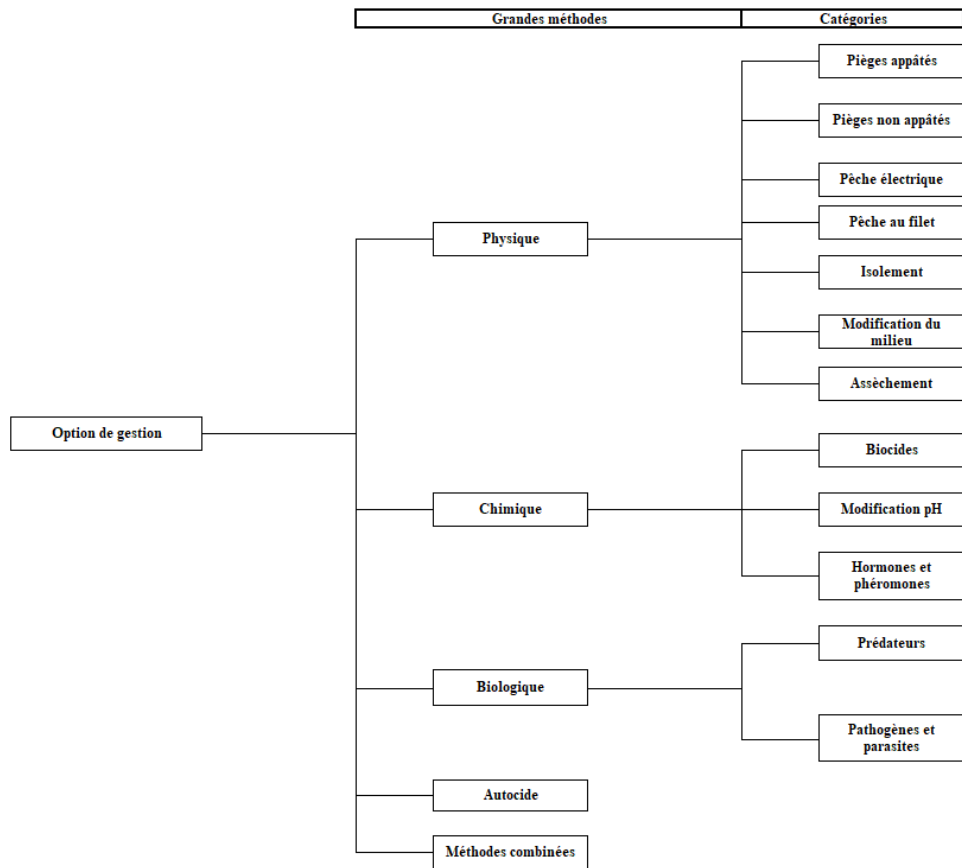 Grandes méthodes
Catégories
Pièges appâtés
Pièges non appâtés
Pèche électrique
Pêche au filet
Physique
Isolement
Modification du
milieu
Assèchement
Option de gestion
Biocides
Chimique
Modification pH
Hormones et
phéromones
Prédateurs
Biologique
Pathogènes et
parasites
Autocide
Méthodes combinées